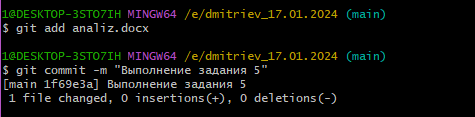 1@DESKTOP-3STO7IH MINGW64 /e/dmitriev_17.01.2024 (main)
$ git add analiz.docx
1@DESKTOP-3STO7IH MINGW64 /e/dmitriev_17.01.2024 (main)
$ git commit -m "Выполнение задания 5"
[main 1f69e3a] Выполнение задания 5
 1 file changed, 0 insertions(+), 0 deletions(-)